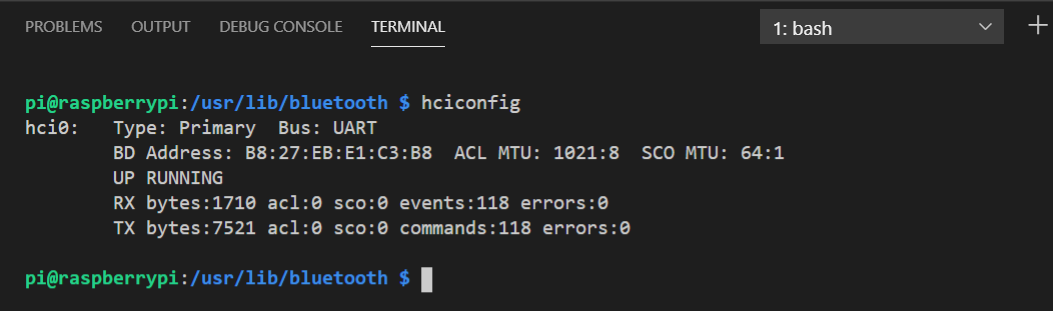 PROBLEMS OUTPUT DEBUG CONSOLE TERMINAL 1: bash
pi@raspberrypi:/usr/lib/bluetooth $ hciconfig
hci0:   Type: Primary  Bus: UART
        BD Address: B8:27:EB:E1:C3:B8  ACL MTU: 1021:8  SCO MTU: 64:1
        UP RUNNING
        RX bytes:1710 acl:0 sco:0 events:118 errors:0
        TX bytes:7521 acl:0 sco:0 commands:118 errors:0
pi@raspberrypi:/usr/lib/bluetooth $